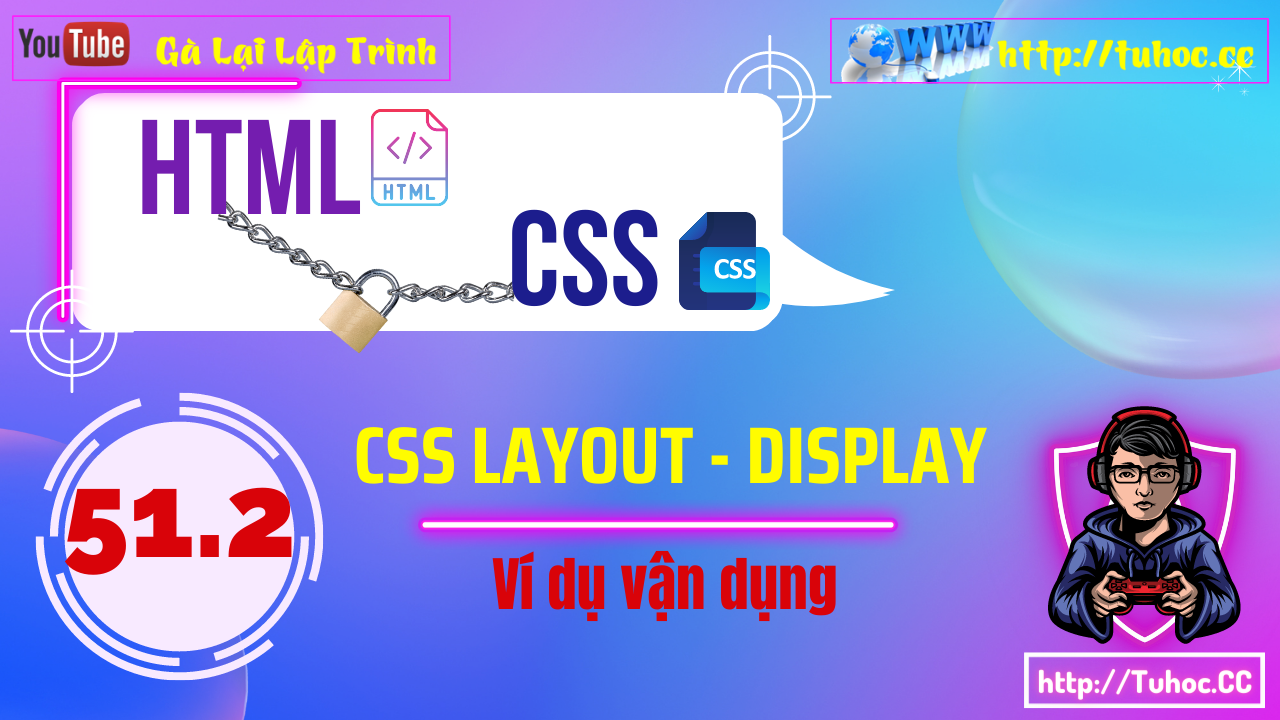 YouTube Gà Lại Lập Trình
WWW http://tuhoc.cc
HTML
</>
HTML
CSS
CSS
51.2
CSS LAYOUT - DISPLAY
Ví dụ vận dụng
http://Tuhoc.CC